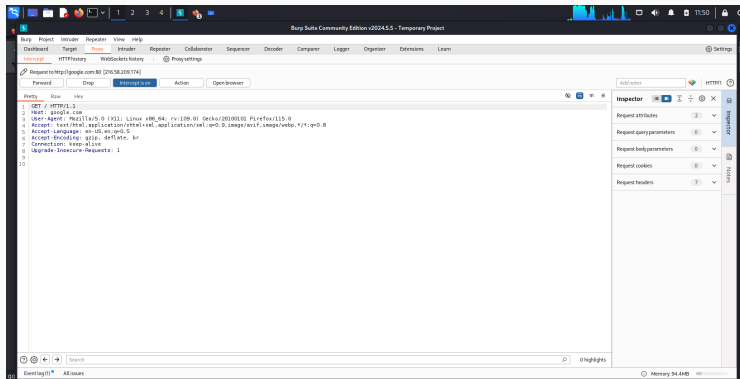 1 2 3 4
11:50
Burp Suite Community Edition v2024.5.5 - Temporary Project
Burp Project Intruder Repeater View Help
Dashboard Target Proxy Intruder Repeater Collaborator Sequencer Decoder Comparer Logger Organizer Extensions Learn
Settings
Intercept HTTP history WebSockets history Proxy settings
Request to http://google.com:80 [216.58.209.174]
Forward Drop Intercept is on Action Open browser
Add notes
HTTP/1
Pretty Raw Hex
1 GET / HTTP/1.1
2 Host: google.com
3 User-Agent: Mozilla/5.0 (X11; Linux x86_64; rv:109.0) Gecko/20100101 Firefox/115.0
4 Accept: text/html,application/xhtml+xml,application/xml;q=0.9,image/avif,image/webp,*/*;q=0.8
5 Accept-Language: en-US,en;q=0.5
6 Accept-Encoding: gzip, deflate, br
7 Connection: keep-alive
8 Upgrade-Insecure-Requests: 1
9
10
Inspector
Request attributes 2
Request query parameters 0
Request body parameters 0
Request cookies 0
Request headers 7
Inspector
Notes
Search
0 highlights
Event log (1) All issues
Memory: 94.4MB